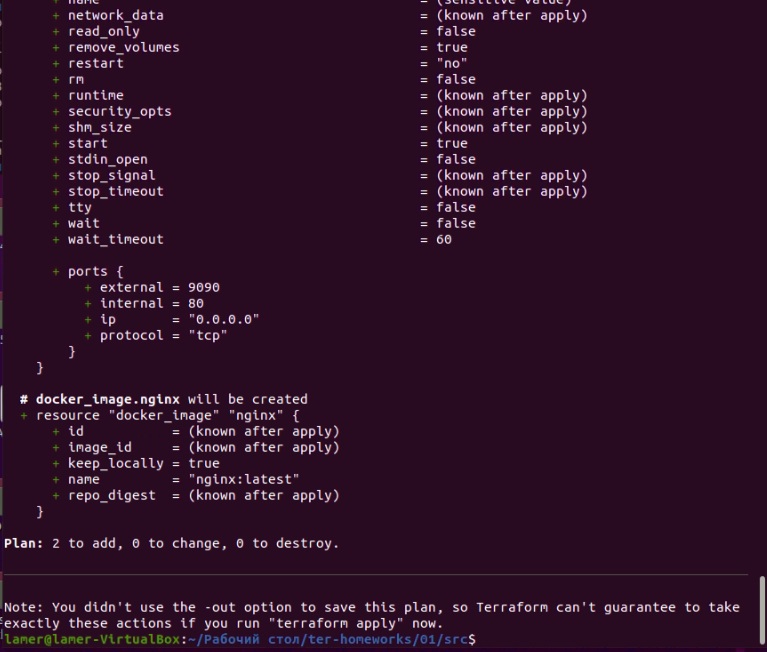 + name = (sensitive value)
+ network_data = (known after apply)
+ read_only = false
+ remove_volumes = true
+ restart = "no"
+ rm = false
+ runtime = (known after apply)
+ security_opts = (known after apply)
+ shm_size = (known after apply)
+ start = true
+ stdin_open = false
+ stop_signal = (known after apply)
+ stop_timeout = (known after apply)
+ tty = false
+ wait = false
+ wait_timeout = 60
+ ports {
+ external = 9090
+ internal = 80
+ ip = "0.0.0.0"
+ protocol = "tcp"
}
}
# docker_image.nginx will be created
+ resource "docker_image" "nginx" {
+ id = (known after apply)
+ image_id = (known after apply)
+ keep_locally = true
+ name = "nginx:latest"
+ repo_digest = (known after apply)
}
Plan: 2 to add, 0 to change, 0 to destroy.
Note: You didn't use the -out option to save this plan, so Terraform can't guarantee to take
exactly these actions if you run "terraform apply" now.
lamer@lamer-VirtualBox:~/Рабочий стол/ter-homeworks/01/src$